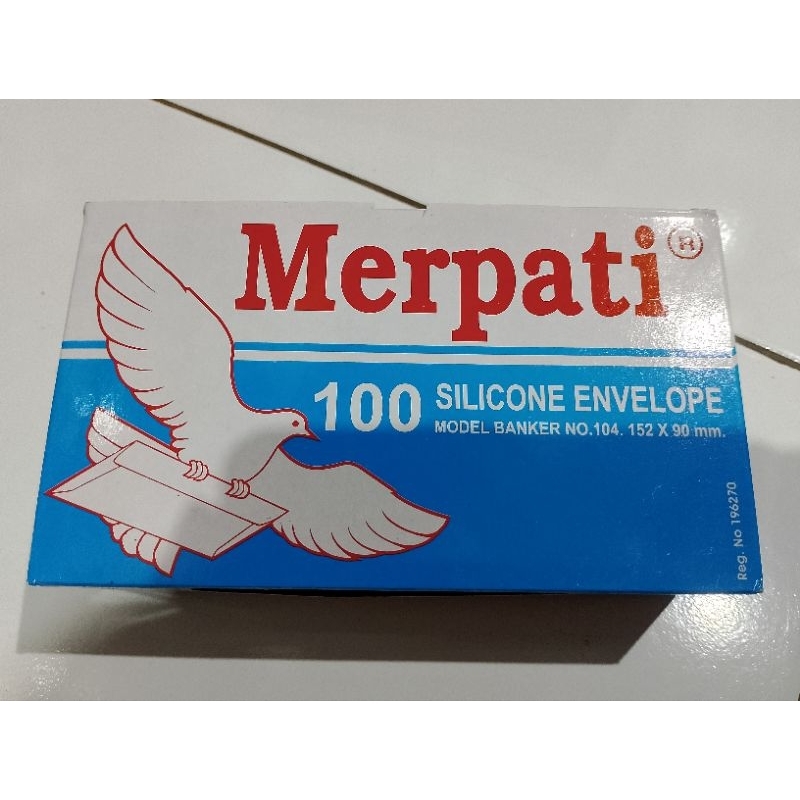 Merpati ®
100 SILICONE ENVELOPE
MODEL BANKER NO.104. 152 X 90 mm.
Reg. No 196270